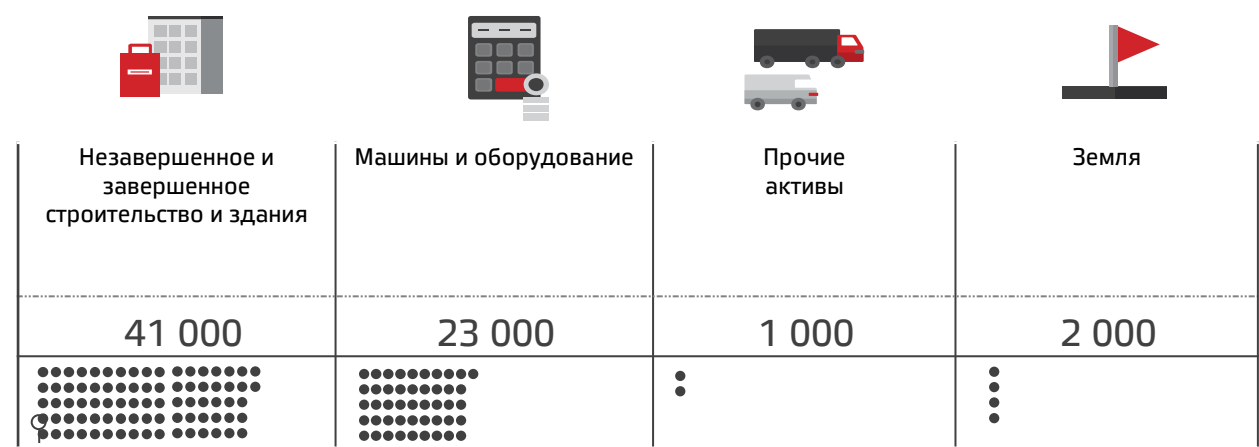 Незавершенное и
завершенное
строительство и здания
Машины и оборудование
Прочие
активы
Земля
41 000
23 000
1 000
2 000